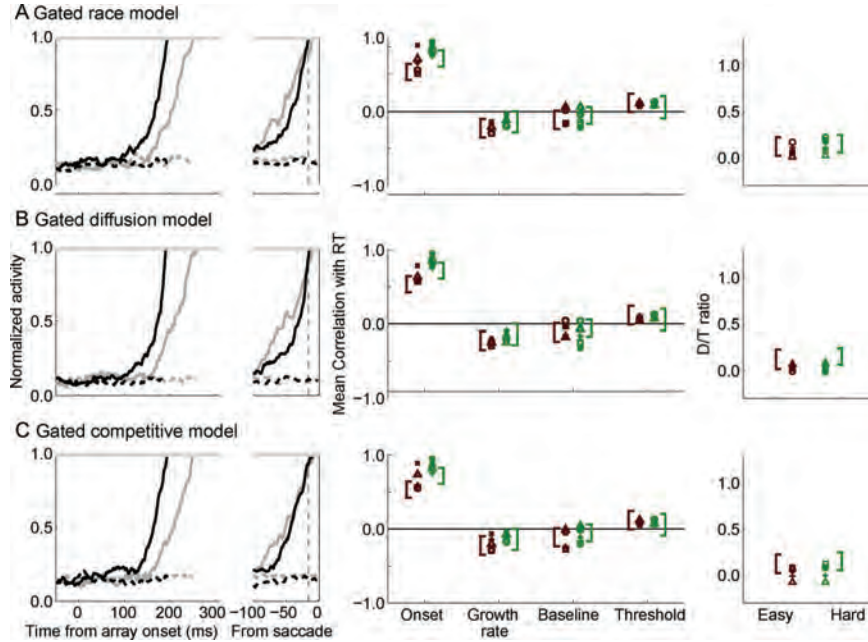 A Gated race model
1.0
0.5
0.0
1.0
0.0
−1.0
1.0
0.5
0.0
B Gated diffusion model
1.0
0.5
0.0
1.0
0.0
−1.0
1.0
0.5
0.0
C Gated competitive model
1.0
0.5
0.0
1.0
0.0
−1.0
1.0
0.5
0.0
Normalized activity
Mean Correlation with RT
D/T ratio
0 100 200 300
−100 −50 0
Time from array onset (ms)
From saccade
Onset Growth rate Baseline Threshold
Easy Hard